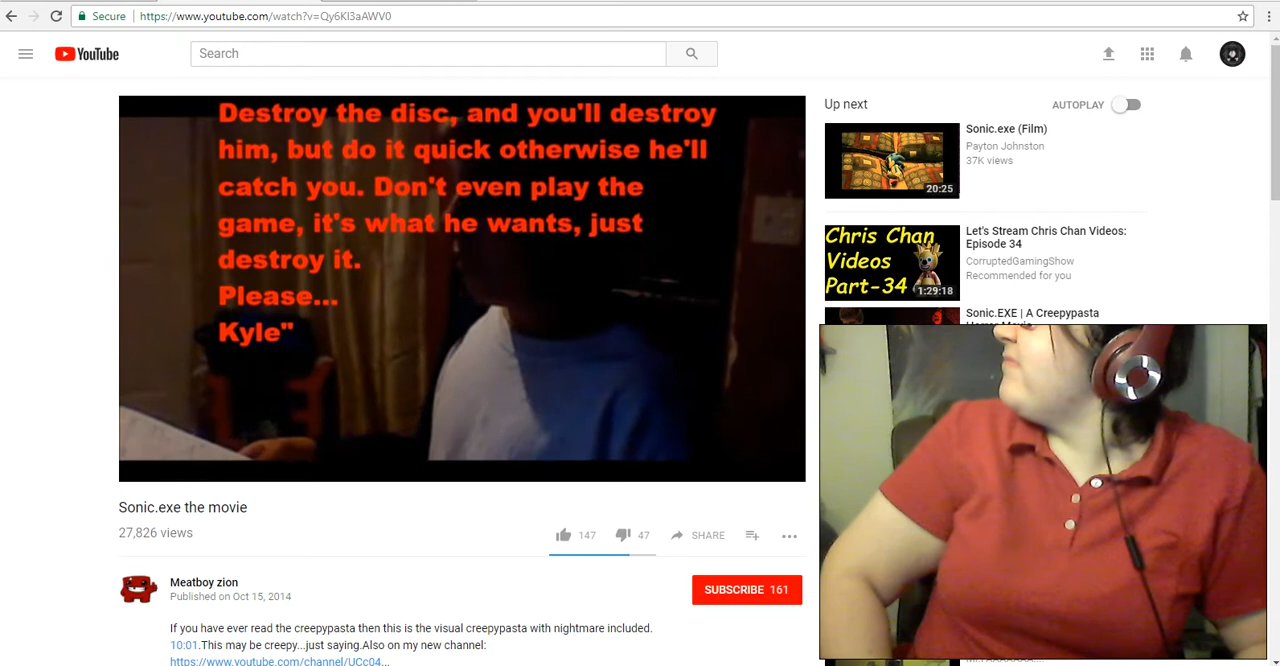 Secure https://www.youtube.com/watch?v=Qy6KI3aAWV0
YouTube
Search
Destroy the disc, and you'll destroy
him, but do it quick otherwise he'll
catch you. Don't even play the
game, it's what he wants, just
destroy it.
Please...
Kyle"
Sonic.exe the movie
27,826 views
147
47
SHARE
Meatboy zion
Published on Oct 15, 2014
SUBSCRIBE 161
If you have ever read the creepypasta then this is the visual creepypasta with nightmare included.
10:01.This may be creepy...just saying.Also on my new channel:
https://www.youtube.com/channel/UCc04...
Up next
AUTOPLAY
20:25
Sonic.exe (Film)
Payton Johnston
37K views
Chris Chan
Videos
Part-34
1:29:18
Let's Stream Chris Chan Videos:
Episode 34
CorruptedGamingShow
Recommended for you
Sonic.EXE | A Creepypasta